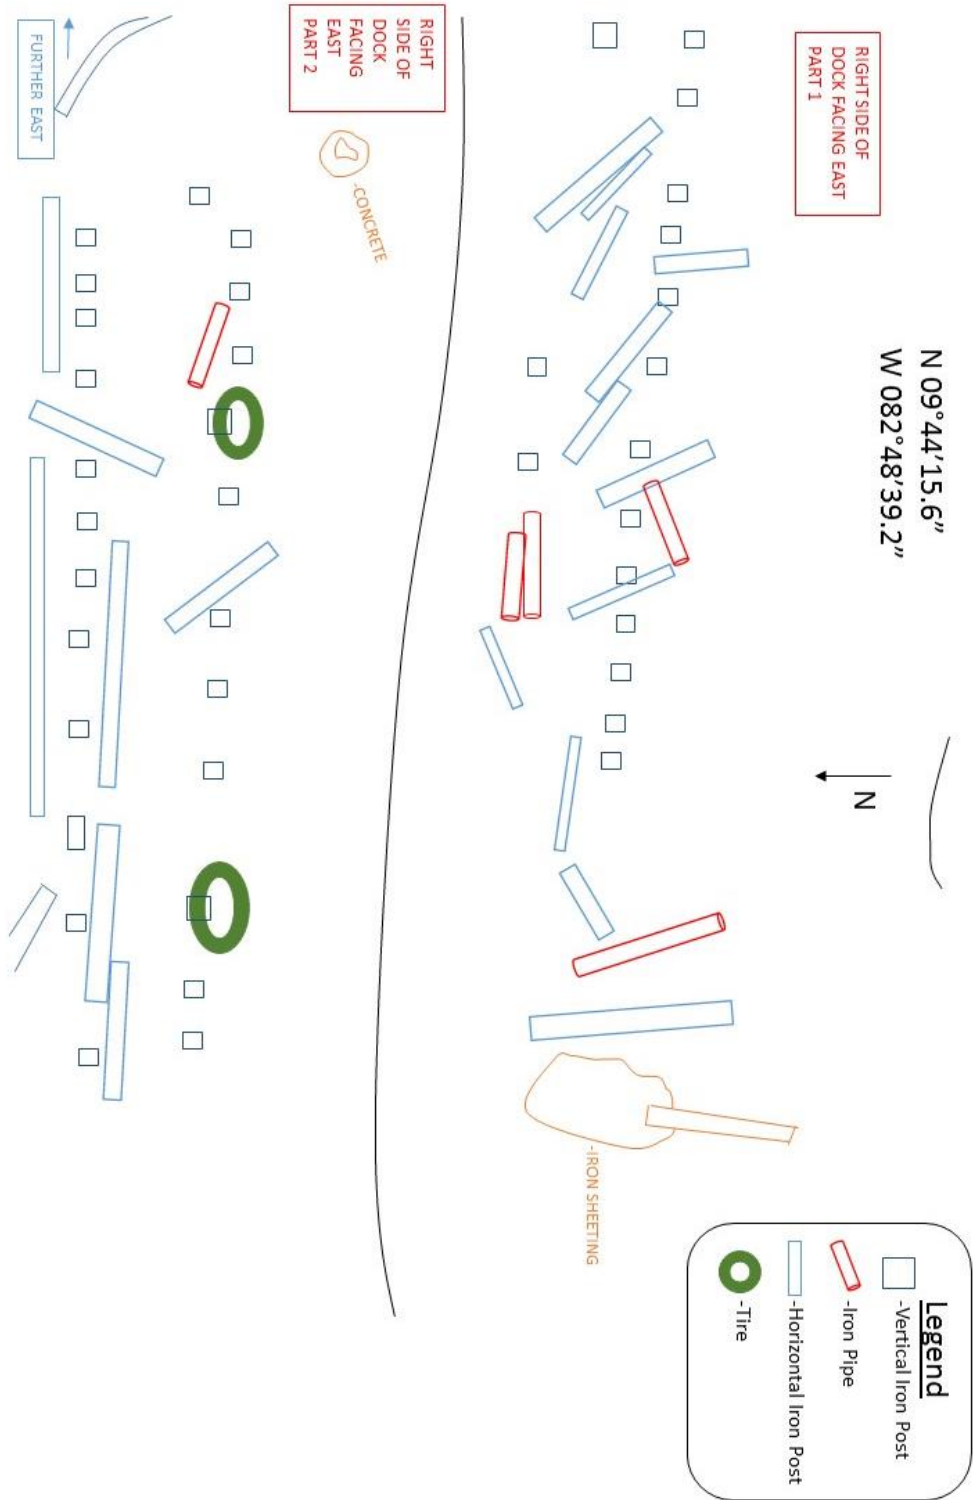 N 09°44’15.6”
W 082°48’39.2”
RIGHT SIDE OF
DOCK FACING EAST
PART 1
N
Legend
-Vertical Iron Post
-Iron Pipe
-Horizontal Iron Post
-Tire
-IRON SHEETING
RIGHT
SIDE OF
DOCK
FACING
EAST
PART 2
-CONCRETE
FURTHER EAST